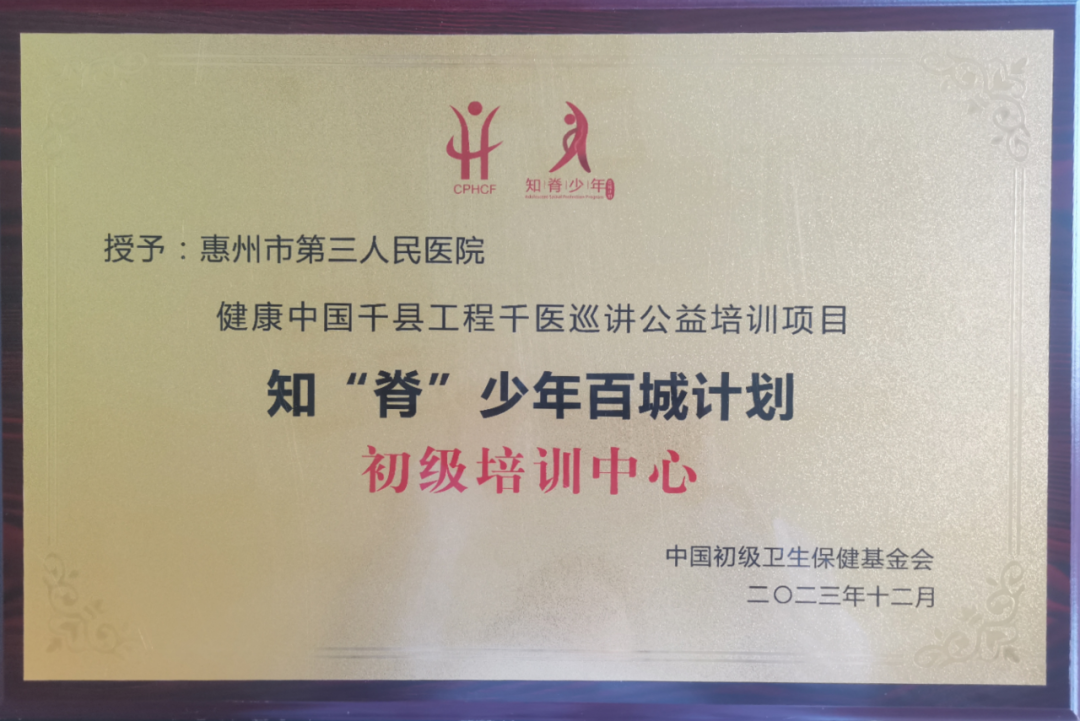 CPHCF
知脊少年
授予：惠州市第三人民医院
健康中国千县工程千医巡讲公益培训项目
知“脊”少年百城计划
初级培训中心
中国初级卫生保健基金会
二〇二三年十二月